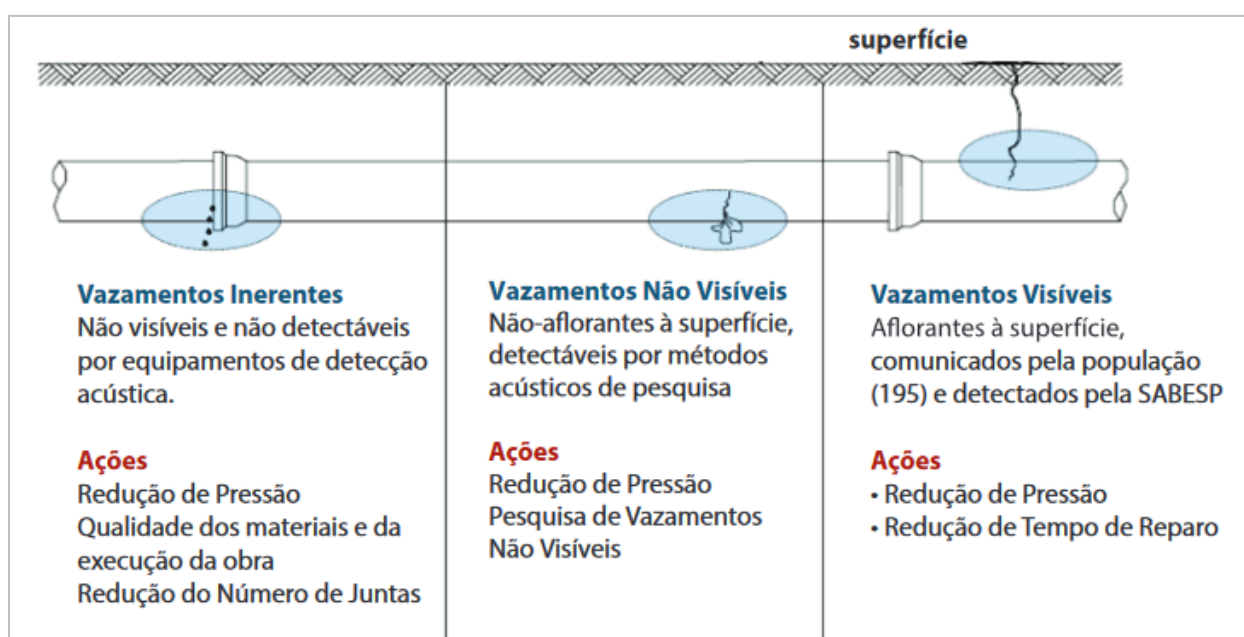 superfície
Vazamentos Inerentes
Não visíveis e não detectáveis
por equipamentos de detecção
acústica.
Ações
Redução de Pressão
Qualidade dos materiais e da
execução da obra
Redução do Número de Juntas
Vazamentos Não Visíveis
Não-aflorantes à superfície,
detectáveis por métodos
acústicos de pesquisa
Ações
Redução de Pressão
Pesquisa de Vazamentos
Não Visíveis
Vazamentos Visíveis
Aflorantes à superfície,
comunicados pela população
(195) e detectados pela SABESP
Ações
• Redução de Pressão
• Redução de Tempo de Reparo